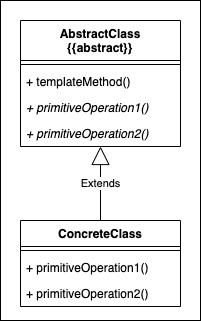 AbstractClass
{{abstract}}
+ templateMethod()
+ primitiveOperation1()
+ primitiveOperation2()
Extends
ConcreteClass
+ primitiveOperation1()
+ primitiveOperation2()